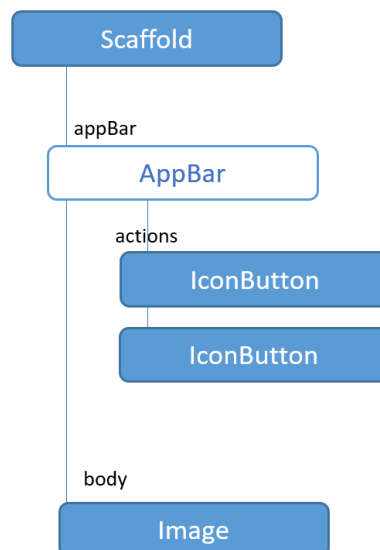 Scaffold
appBar
AppBar
actions
IconButton
IconButton
body
Image